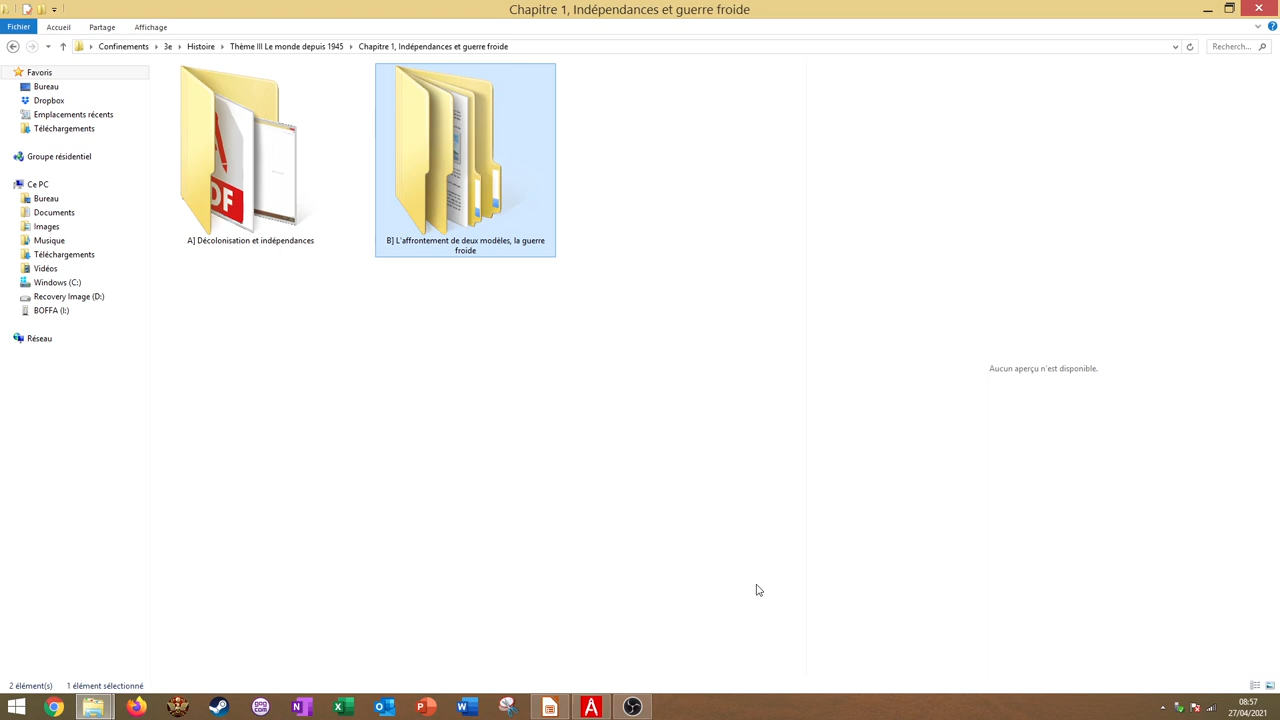 Chapitre 1, Indépendances et guerre froide
Fichier
Accueil
Partage
Affichage
Confinements
3e
Histoire
Thème III Le monde depuis 1945
Chapitre 1, Indépendances et guerre froide
Recherch...
Favoris
Bureau
Dropbox
Emplacements récents
Téléchargements
Groupe résidentiel
Ce PC
Bureau
Documents
Images
Musique
Téléchargements
Vidéos
Windows (C:)
Recovery Image (D:)
BOFFA (I:)
Réseau
DF
A] Décolonisation et indépendances
B] L'affrontement de deux modèles, la guerre
froide
Aucun aperçu n'est disponible.
2 élément(s)
1 élément sélectionné
08:57
27/04/2021